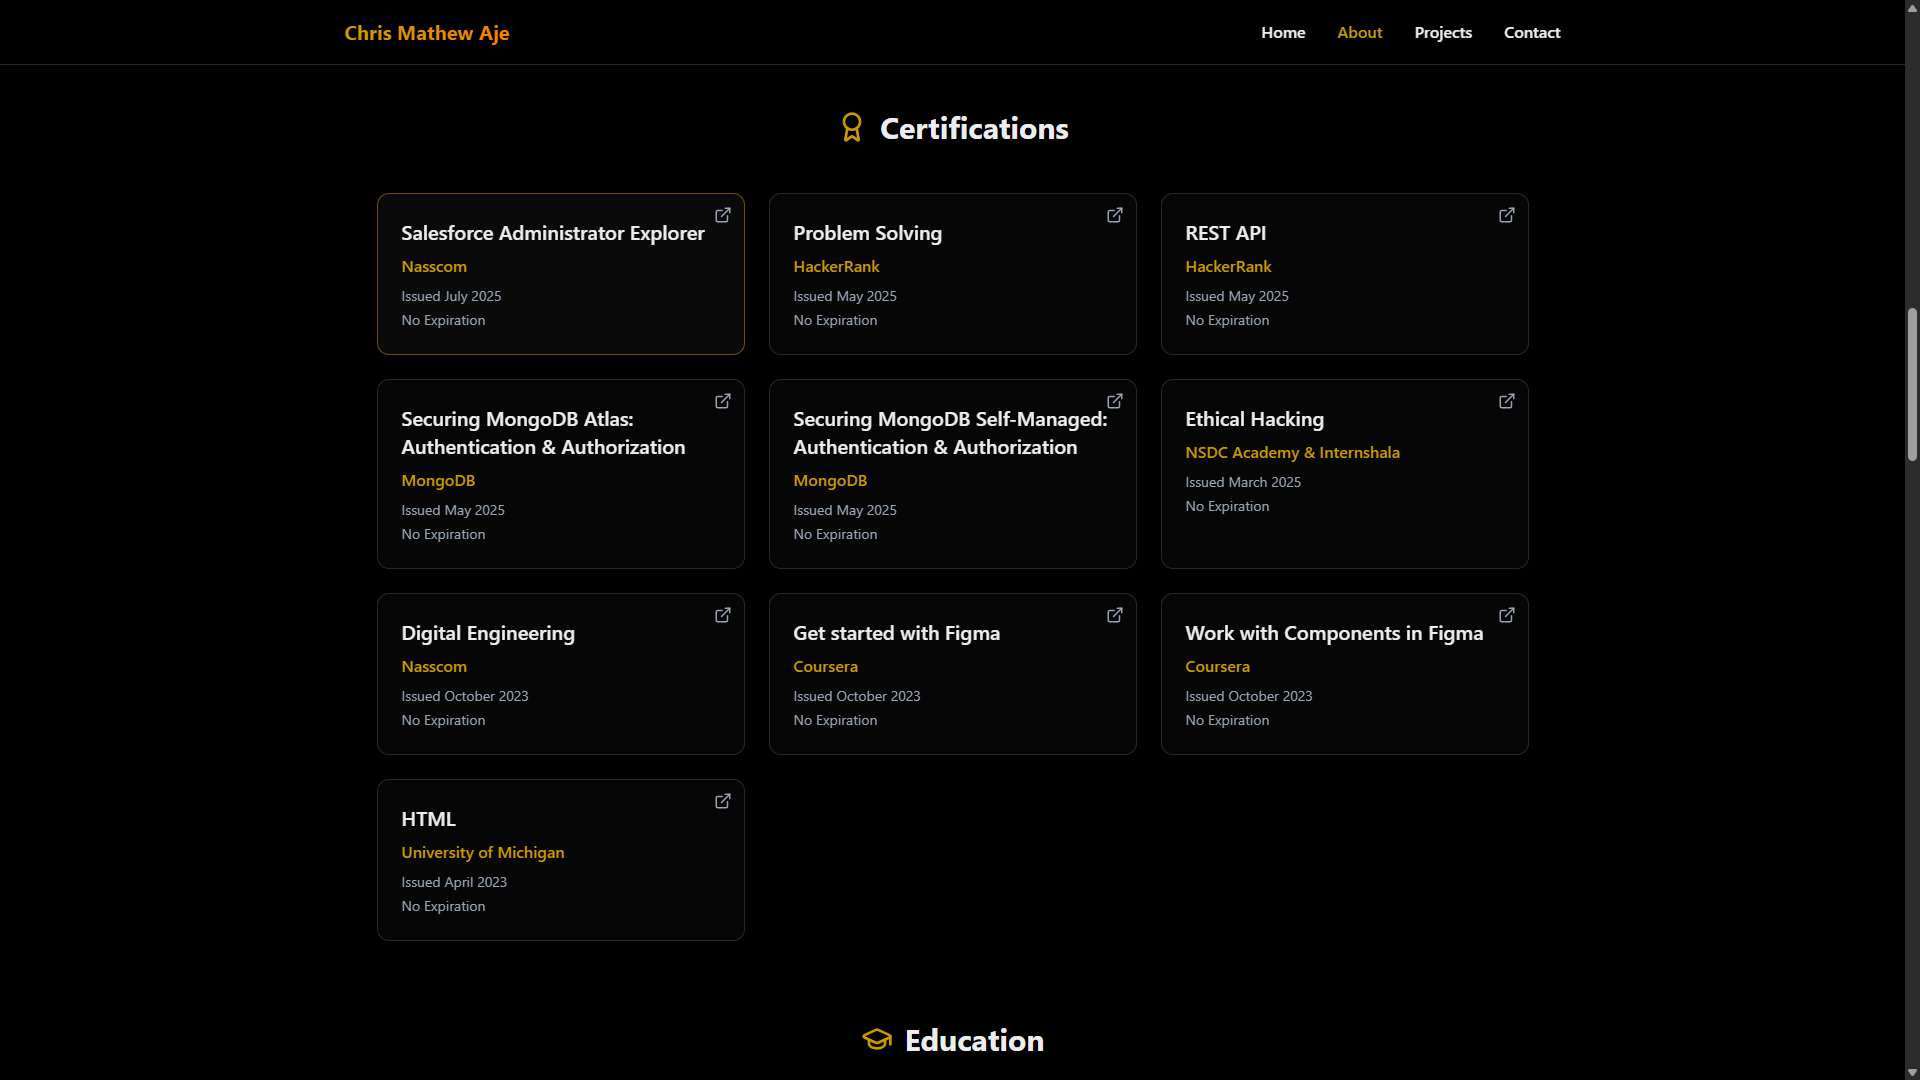 Chris Mathew Aje
Home
About
Projects
Contact
Certifications
Salesforce Administrator Explorer
Nasscom
Issued July 2025
No Expiration
Problem Solving
HackerRank
Issued May 2025
No Expiration
REST API
HackerRank
Issued May 2025
No Expiration
Securing MongoDB Atlas:
Authentication & Authorization
MongoDB
Issued May 2025
No Expiration
Securing MongoDB Self-Managed:
Authentication & Authorization
MongoDB
Issued May 2025
No Expiration
Ethical Hacking
NSDC Academy & Internshala
Issued March 2025
No Expiration
Digital Engineering
Nasscom
Issued October 2023
No Expiration
Get started with Figma
Coursera
Issued October 2023
No Expiration
Work with Components in Figma
Coursera
Issued October 2023
No Expiration
HTML
University of Michigan
Issued April 2023
No Expiration
Education